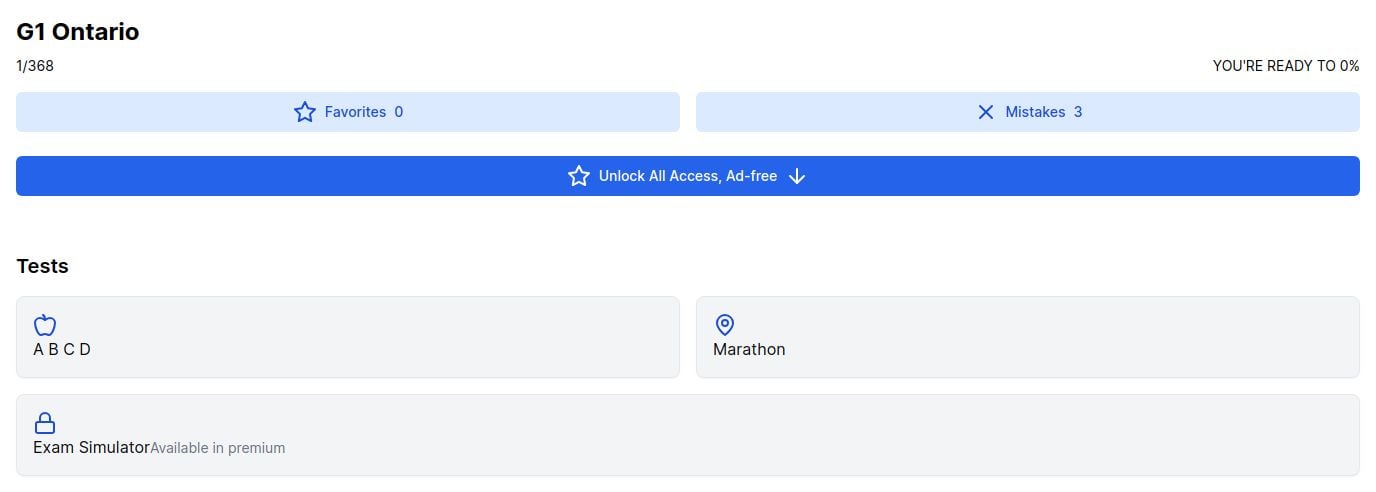 G1 Ontario
1/368
YOU'RE READY TO 0%
Favorites 0
Mistakes 3
Unlock All Access, Ad-free
Tests
A B C D
Marathon
Exam SimulatorAvailable in premium